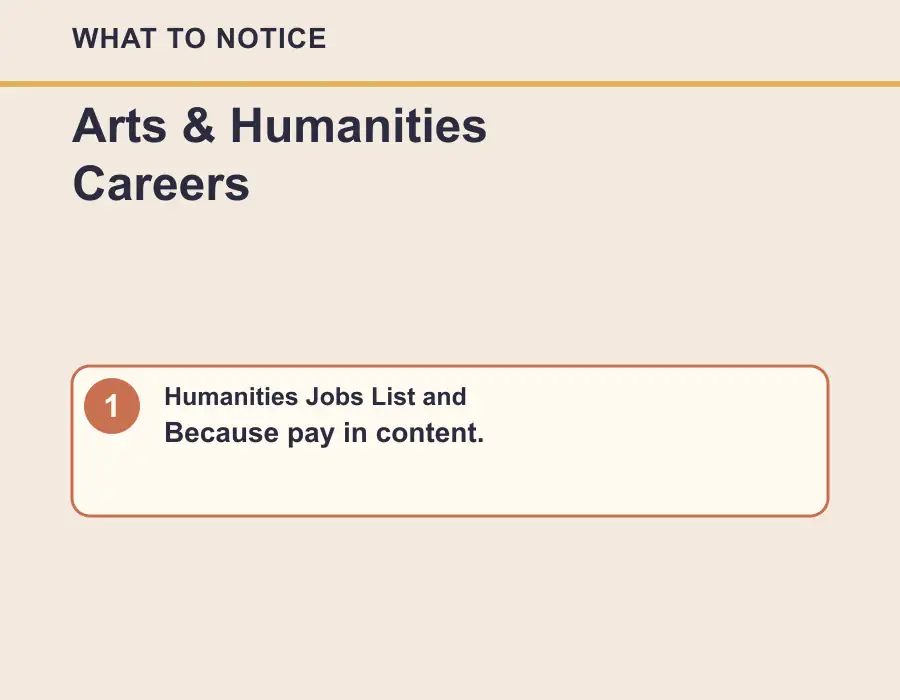 WHAT TO NOTICE
Arts & Humanities
Careers
1
Humanities Jobs List and
Because pay in content.